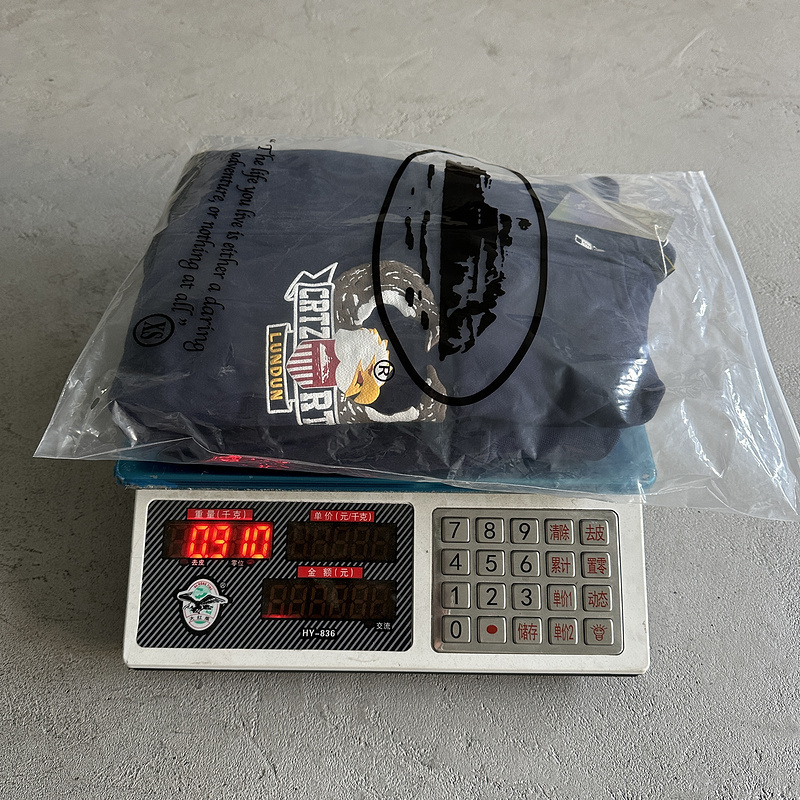 "The life you live is either a daring
adventure, or nothing at all"
XS
CRTZ
LUNDUN
RT
®
重量(千克)
单价(元/千克)
0.910
去皮
零位
金额(元)
交流
HY-836
7 8 9 清除 去皮
4 5 6 累计 置零
1 2 3 单价1 动态
0 储存 单价2